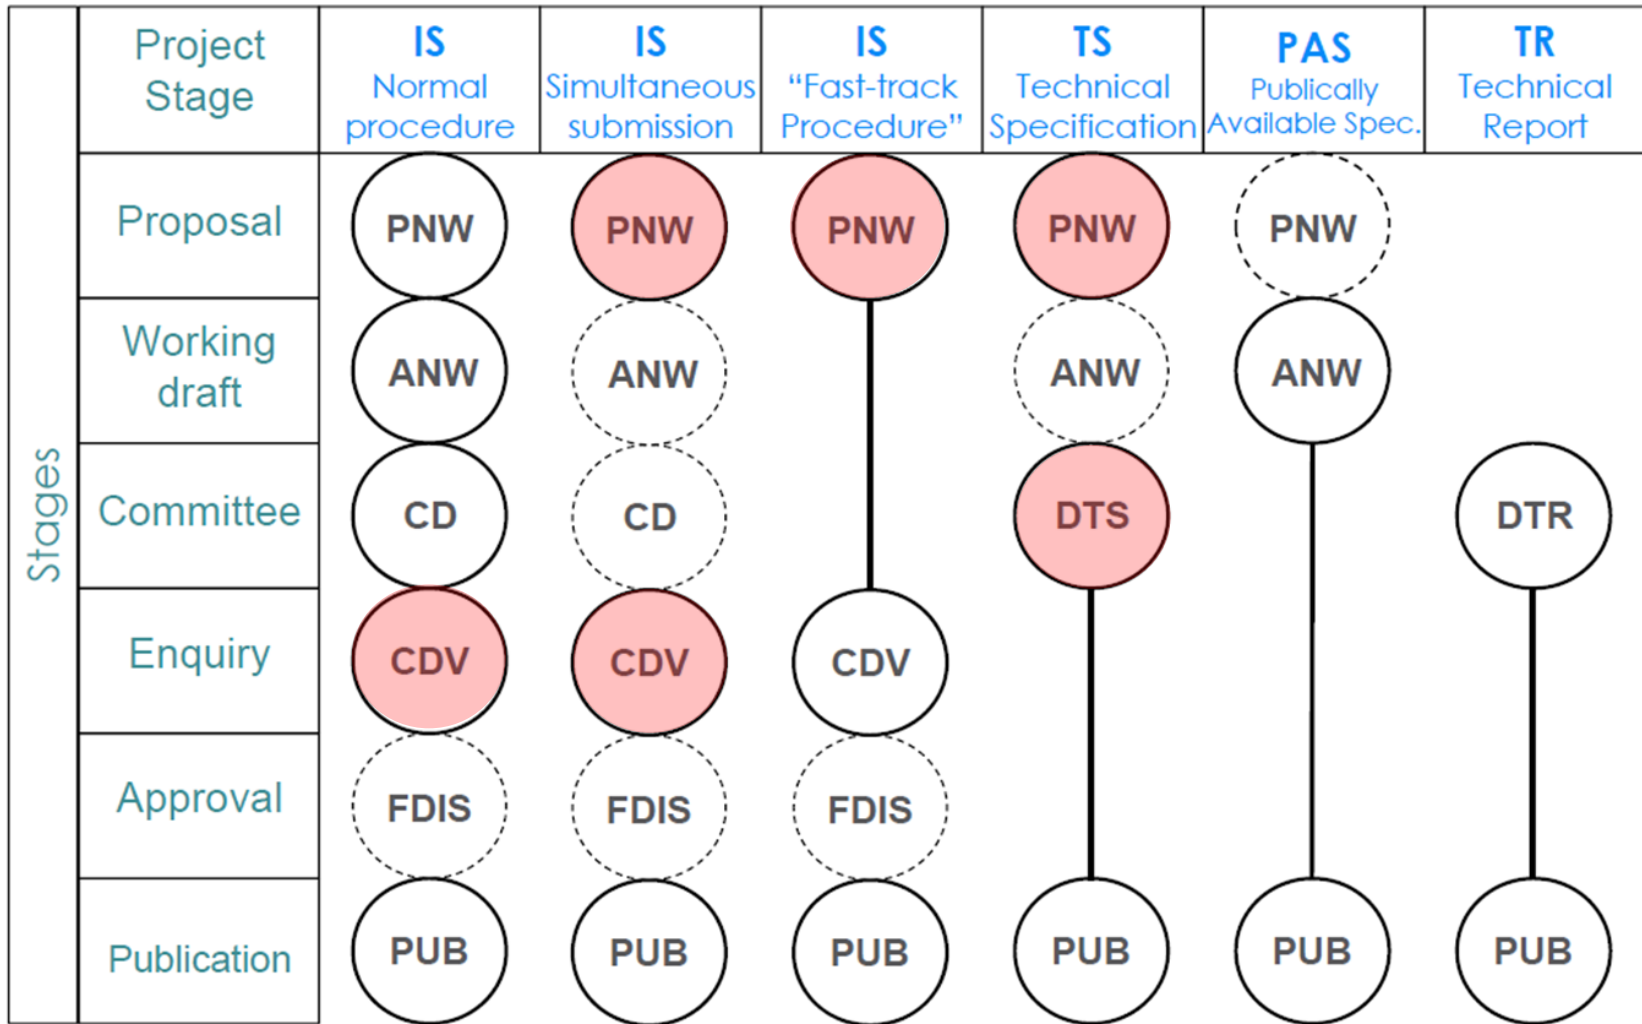 Project
Stage
IS
Normal
procedure
IS
Simultaneous
submission
IS
“Fast-track
Procedure”
TS
Technical
Specification
PAS
Publically
Available Spec.
TR
Technical
Report
Stages
Proposal
PNW
PNW
PNW
PNW
PNW
Working
draft
ANW
ANW
ANW
ANW
Committee
CD
CD
DTS
DTR
Enquiry
CDV
CDV
CDV
Approval
FDIS
FDIS
FDIS
Publication
PUB
PUB
PUB
PUB
PUB
PUB